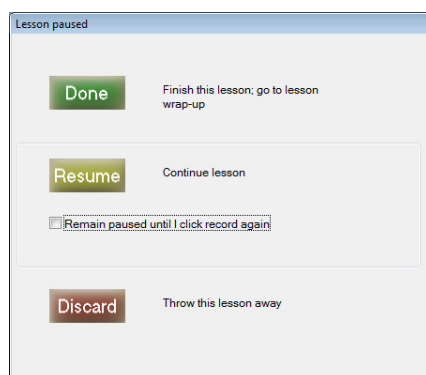 Lesson paused
Done
Finish this lesson; go to lesson
wrap-up
Resume
Continue lesson
Remain paused until I click record again
Discard
Throw this lesson away